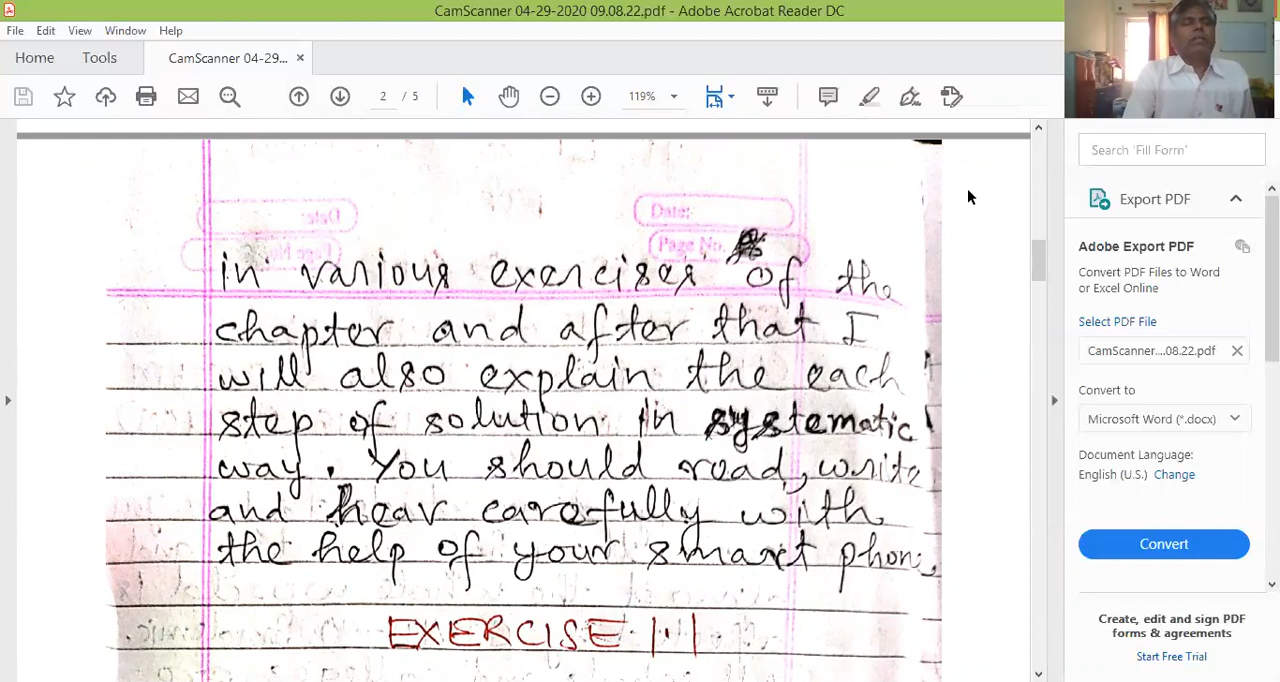 CamScanner 04-29-2020 09.08.22.pdf - Adobe Acrobat Reader DC
File Edit View Window Help
Home Tools CamScanner 04-29... ×
2 / 5 119%
Date:
Page No.
in various exercises of the
chapter and after that I
will also explain the each
step of solution in systematic
way. You should read, write
and hear carefully with
the help of your smart phone
EXERCISE 1.1
Search 'Fill Form'
Export PDF
Adobe Export PDF
Convert PDF Files to Word
or Excel Online
Select PDF File
CamScanner....08.22.pdf ×
Convert to
Microsoft Word (*.docx)
Document Language:
English (U.S.) Change
Convert
Create, edit and sign PDF
forms & agreements
Start Free Trial